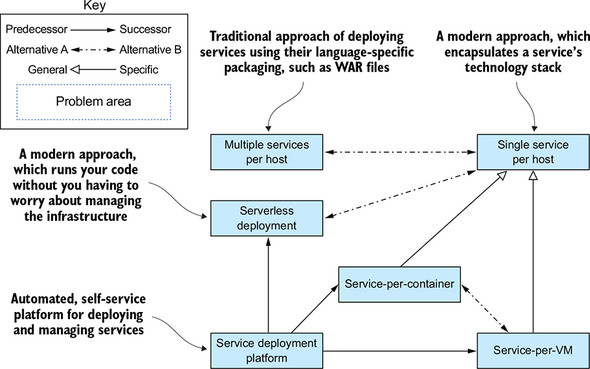 Key
Predecessor
Successor
Alternative A
Alternative B
General
Specific
Problem area
Traditional approach of deploying
services using their language-specific
packaging, such as WAR files
A modern approach, which
encapsulates a service's
technology stack
Multiple services
per host
Single service
per host
A modern approach,
which runs your code
without you having to
worry about managing
the infrastructure
Serverless
deployment
Service-per-container
Automated, self-service
platform for deploying
and managing services
Service deployment
platform
Service-per-VM